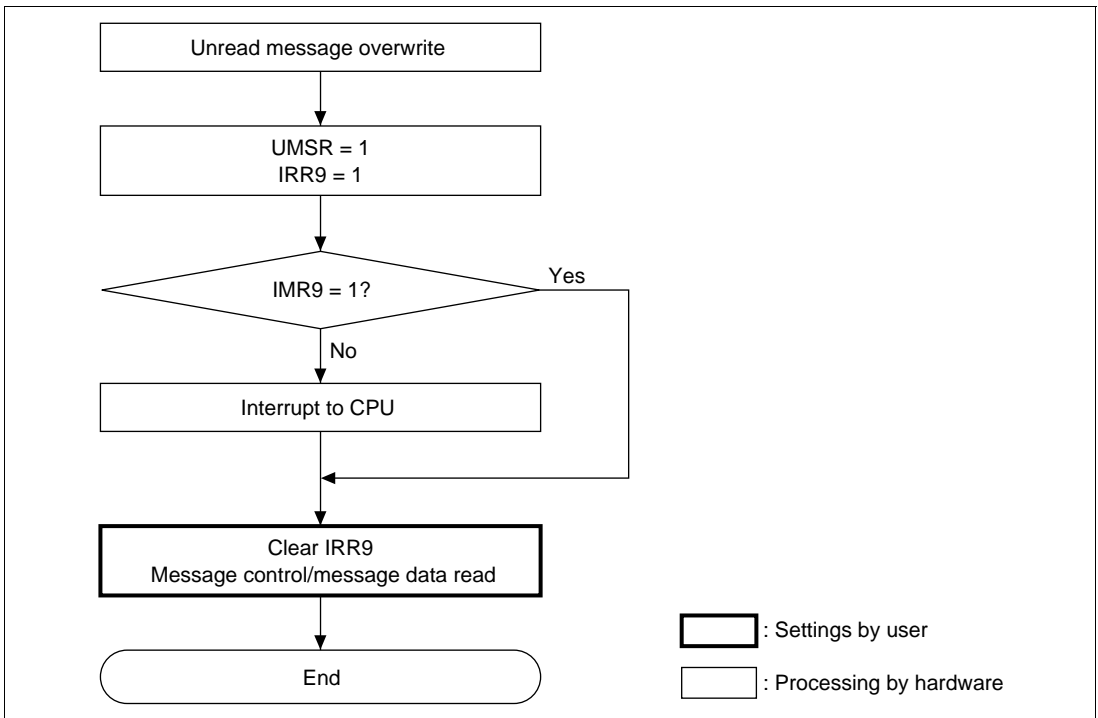 Unread message overwrite
UMSR = 1
IRR9 = 1
IMR9 = 1?
Yes
No
Interrupt to CPU
Clear IRR9
Message control/message data read
End
: Settings by user
: Processing by hardware